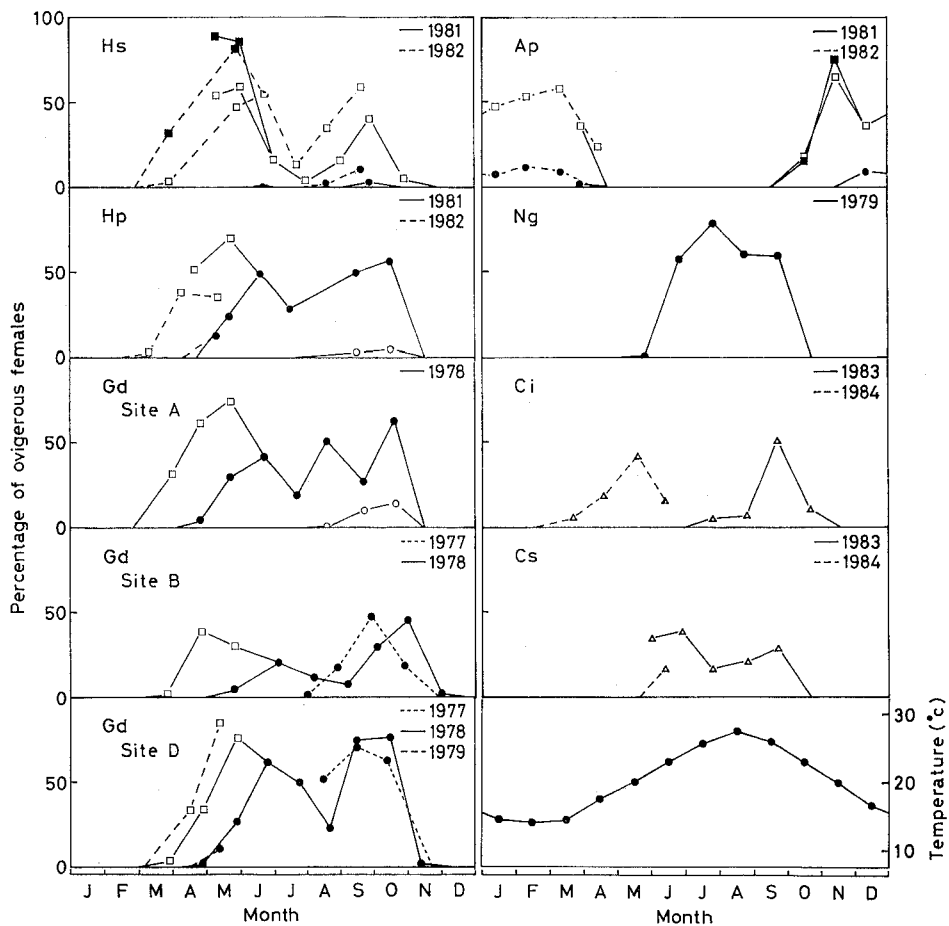 Percentage of ovigerous females
100
50
0
Hs
1981
1982
50
0
Hp
1981
1982
50
0
Gd
Site A
1978
50
0
Gd
Site B
1977
1978
50
0
Gd
Site D
1977
1978
1979
J F M A M J J A S O N D
Month
Ap
1981
1982
Ng
1979
Ci
1983
1984
Cs
1983
1984
30
20
10
Temperature (°c)
J F M A M J J A S O N D
Month